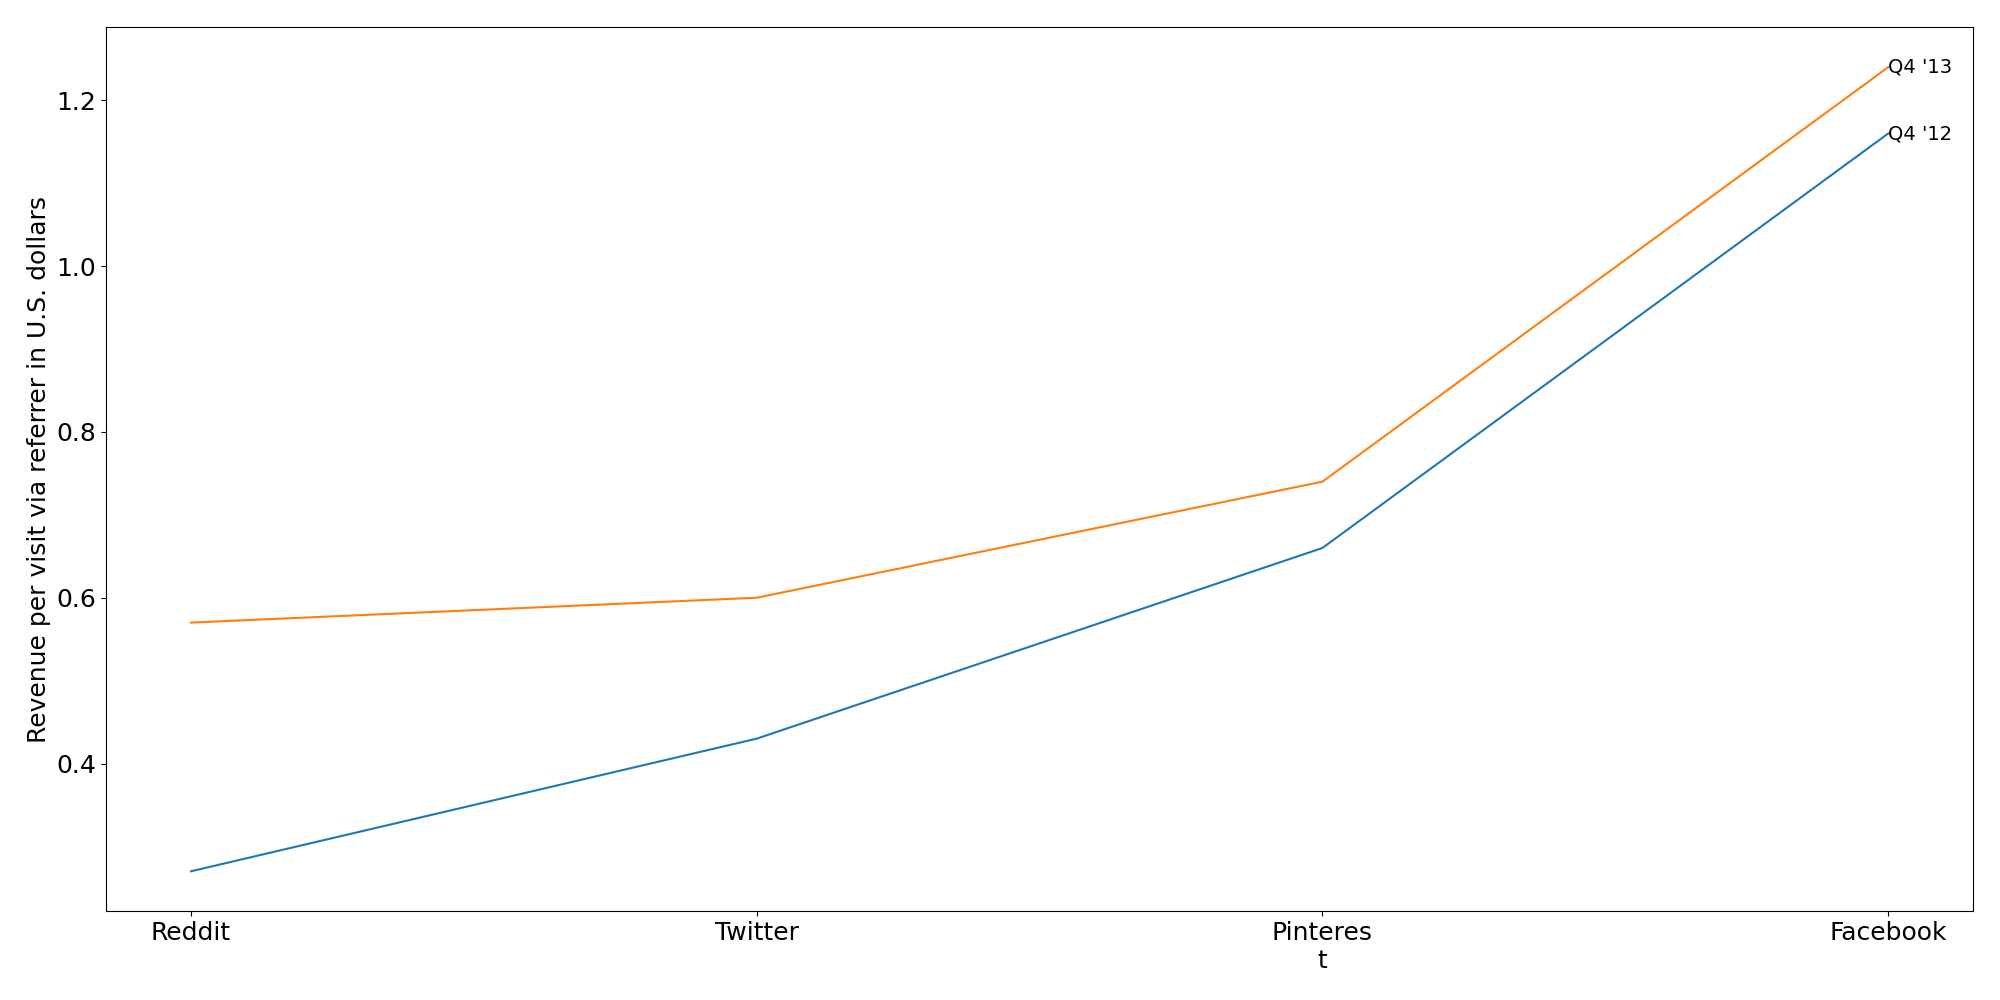 Revenue per visit via referrer in U.S. dollars
1.2
1.0
0.8
0.6
0.4
Q4 '13
Q4 '12
Reddit
Twitter
Pinteres
t
Facebook